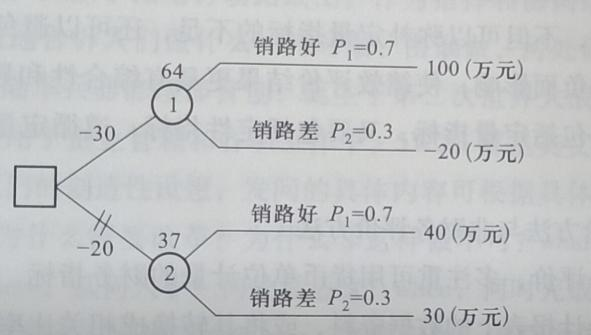 64
销路好 P₁=0.7
100(万元)
1
-30
销路差 P₂=0.3
-20(万元)
-20
37
销路好 P₁=0.7
40(万元)
2
销路差 P₂=0.3
30(万元)